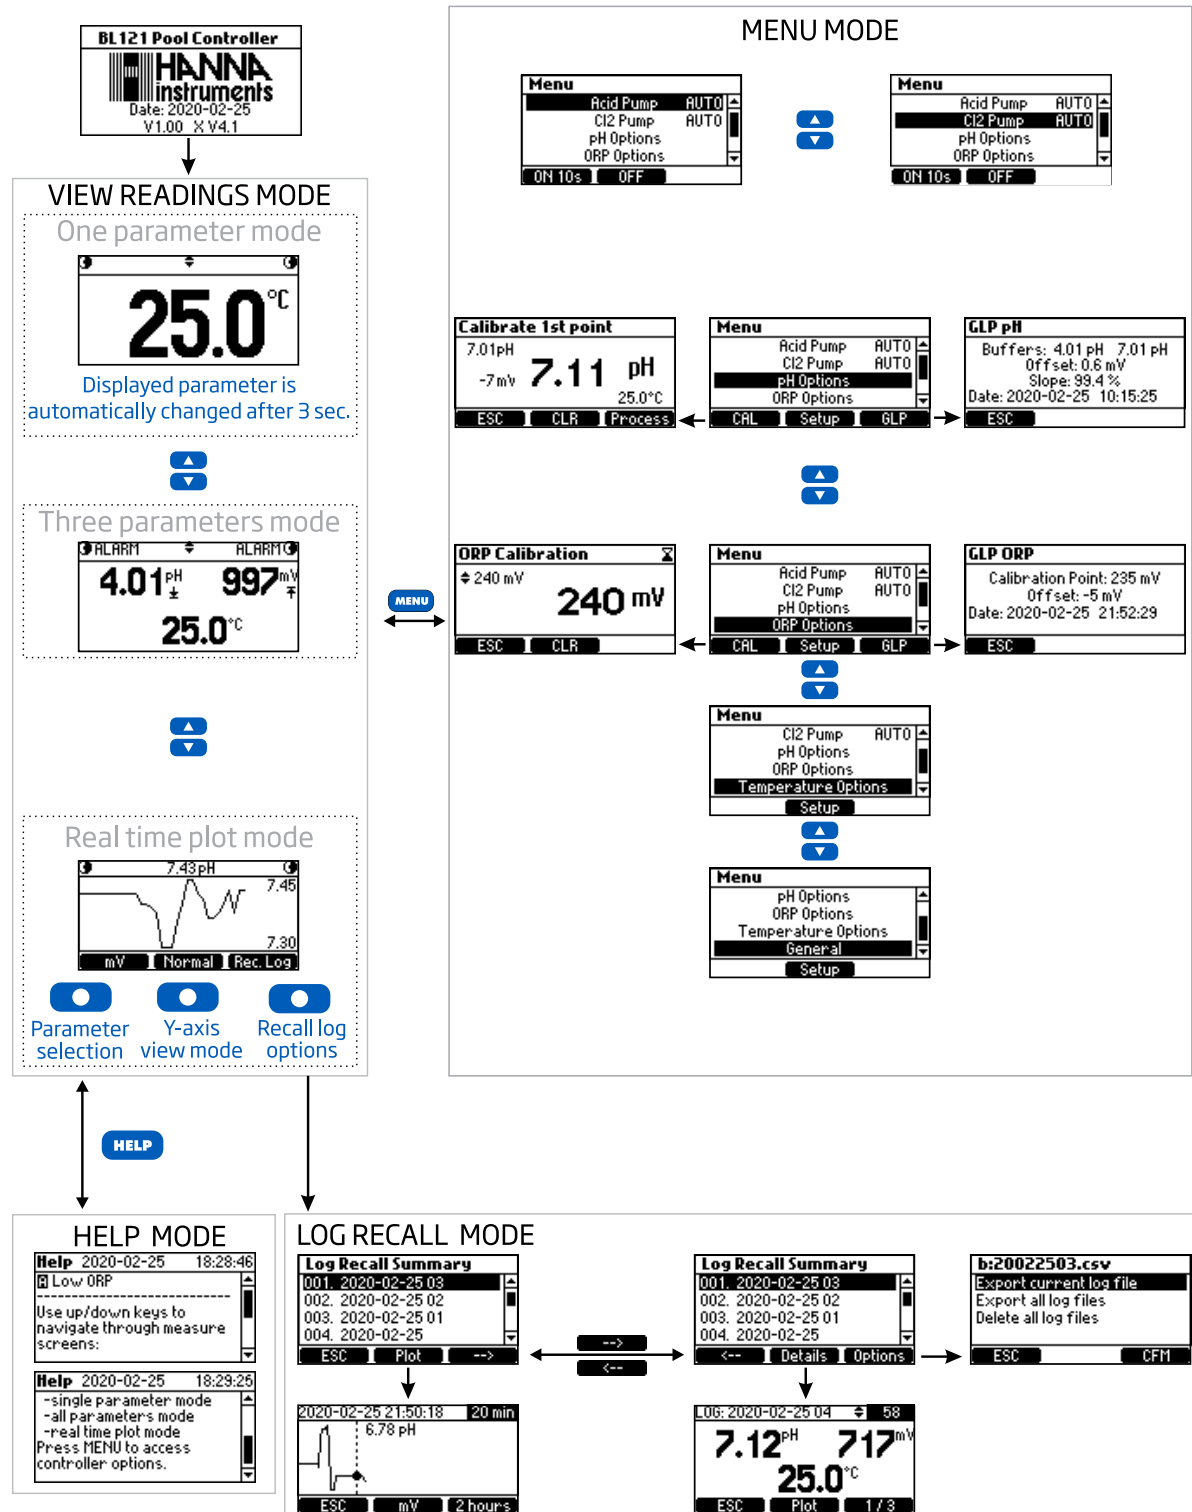 BL121 Pool Controller
HANNA
instruments
Date: 2020-02-25
V1.00 X V4.1
VIEW READINGS MODE
One parameter mode
25.0°C
Displayed parameter is
automatically changed after 3 sec.
Three parameters mode
ALARM ALARM
4.01 pH 997 mV
25.0°C
Real time plot mode
7.43pH
7.45
7.30
mV Normal Rec. Log
Parameter selection
Y-axis view mode
Recall log options
MENU
HELP
MENU MODE
Menu
Acid Pump AUTO
Cl2 Pump AUTO
pH Options
ORP Options
ON 10s OFF
Menu
Acid Pump AUTO
Cl2 Pump AUTO
pH Options
ORP Options
ON 10s OFF
Calibrate 1st point
7.01pH
-7mV 7.11 pH
25.0°C
ESC CLR Process
Menu
Acid Pump AUTO
Cl2 Pump AUTO
pH Options
ORP Options
CAL Setup GLP
GLP pH
Buffers: 4.01 pH 7.01 pH
Offset: 0.6 mV
Slope: 99.4 %
Date: 2020-02-25 10:15:25
ESC
ORP Calibration
240 mV
240 mV
ESC CLR
Menu
Acid Pump AUTO
Cl2 Pump AUTO
pH Options
ORP Options
CAL Setup GLP
GLP ORP
Calibration Point: 235 mV
Offset: -5 mV
Date: 2020-02-25 21:52:29
ESC
Menu
Cl2 Pump AUTO
pH Options
ORP Options
Temperature Options
Setup
Menu
pH Options
ORP Options
Temperature Options
General
Setup
HELP MODE
Help 2020-02-25 18:28:46
Low ORP
------------------------------
Use up/down keys to
navigate through measure
screens:
Help 2020-02-25 18:29:25
-single parameter mode
-all parameters mode
-real time plot mode
Press MENU to access
controller options.
LOG RECALL MODE
Log Recall Summary
001. 2020-02-25 03
002. 2020-02-25 02
003. 2020-02-25 01
004. 2020-02-25
ESC Plot -->
-->
<--
Log Recall Summary
001. 2020-02-25 03
002. 2020-02-25 02
003. 2020-02-25 01
004. 2020-02-25
<-- Details Options
b:20022503.csv
Export current log file
Export all log files
Delete all log files
ESC CFM
2020-02-25 21:50:18 20 min
6.78 pH
ESC mV 2 hours
LOG: 2020-02-25 04 58
7.12 pH 717 mV
25.0°C
ESC Plot 1 / 3